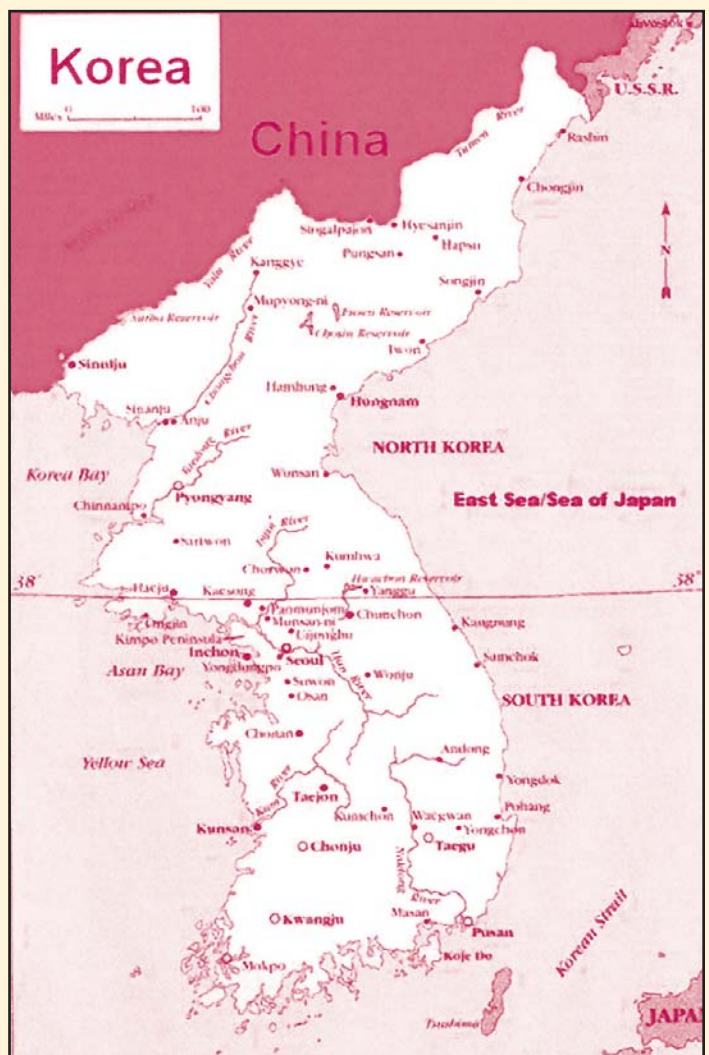 Korea
Miles 0 100
U.S.S.R.
China
Tumen River
Rashin
Chongjin
N
Singalpajon
Hyesanjin
Hapsu
Pungsan
Yalu River
Kanggye
Songjin
Mupyong-ni
Reservoir
Chosin Reservoir
Iwon
Suiho Reservoir
Chongchon River
Sinuiju
Hamhung
Hungnam
Sinanju
Anju
NORTH KOREA
Taedong River
Korea Bay
Wonsan
Pyongyang
East Sea/Sea of Japan
Chinnampo
Imjin River
Sariwon
Chorwon
Kumhwa
38°
Hwachon Reservoir
38°
Haeju
Yanggu
Kaesong
Panmunjom
Chunchon
Ongjin
Munsan-ni
Kangnung
Uijongbu
Kimpo Peninsula
Inchon
Seoul
Asan Bay
Yongdungpo
Han River
Samchok
Suwon
Wonju
Osan
SOUTH KOREA
Chonan
Andong
Yellow Sea
Kum River
Yongdok
Taejon
Kumchon
Waegwan
Pohang
Kunsan
Yongchon
Chonju
Taegu
Naktong River
Kwangju
Masan
Pusan
Koje Do
Korean Strait
Mokpo
Tsushima
JAPAN